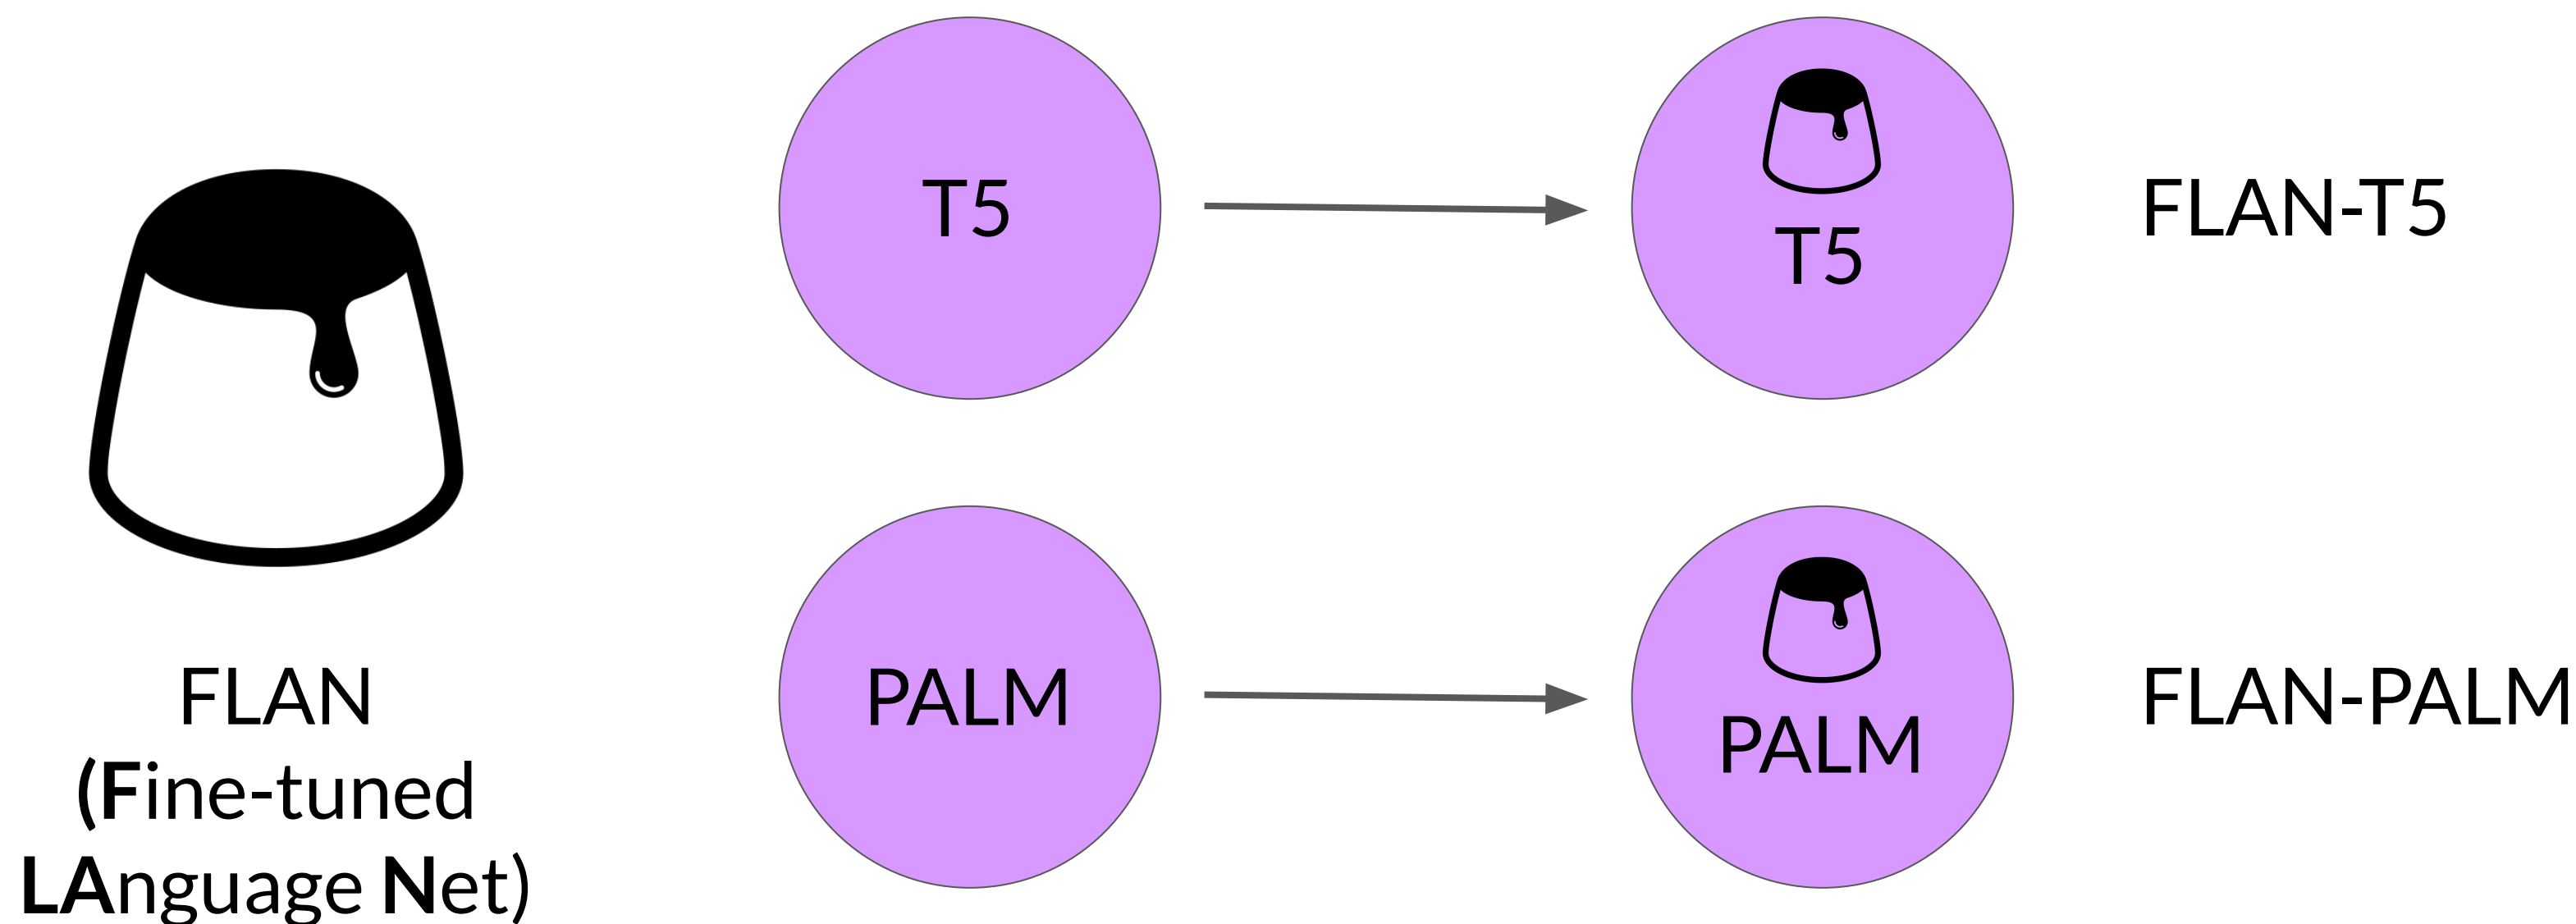 T5
T5
FLAN-T5
PALM
PALM
FLAN-PALM
FLAN
(Fine-tuned
LAnguage Net)